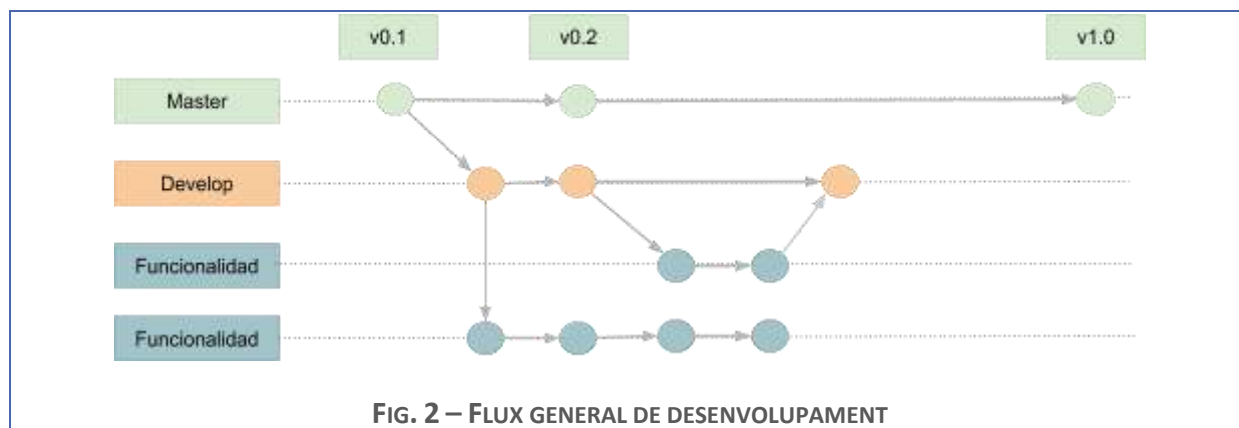 v0.1
v0.2
v1.0
Master
Develop
Funcionalidad
Funcionalidad
FIG. 2 – FLUX GENERAL DE DESENVOLUPAMENT